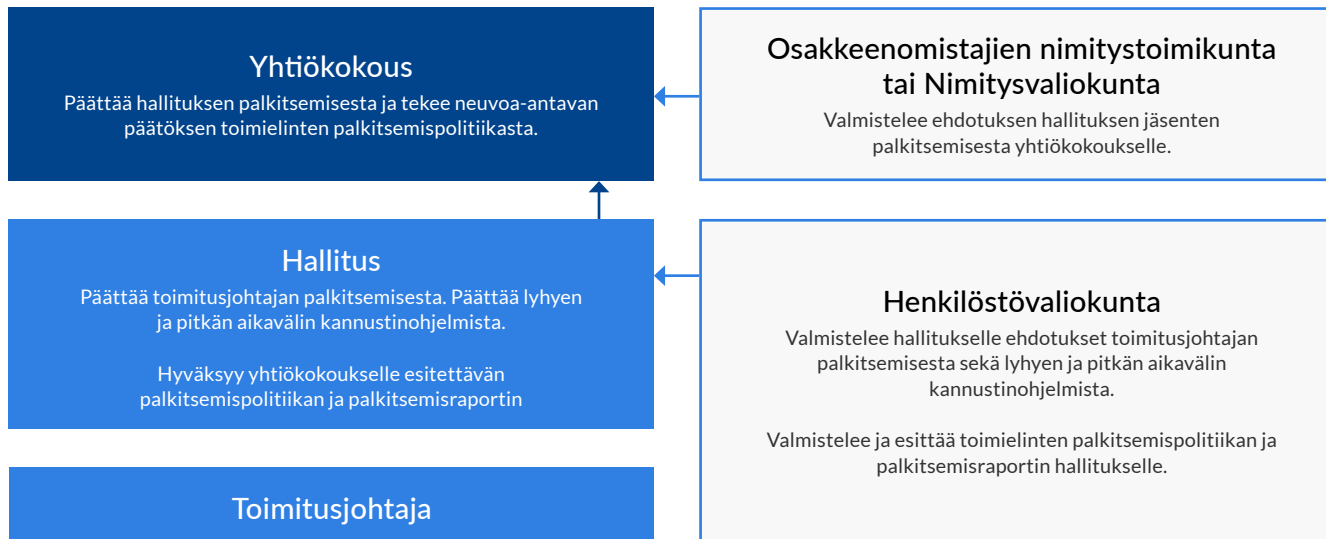 Yhtiökokous
Päättää hallituksen palkitsemisesta ja tekee neuvoa-antavan
päätöksen toimielinten palkitsemispolitiikasta.
Osakkeenomistajien nimitystoimikunta
tai Nimitysvaliokunta
Valmistelee ehdotuksen hallituksen jäsenten
palkitsemisesta yhtiökokoukselle.
Hallitus
Päättää toimitusjohtajan palkitsemisesta. Päättää lyhyen
ja pitkän aikavälin kannustinohjelmista.
Hyväksyy yhtiökokoukselle esitettävän
palkitsemispolitiikan ja palkitsemisraportin
Henkilöstövaliokunta
Valmistelee hallitukselle ehdotukset toimitusjohtajan
palkitsemisesta sekä lyhyen ja pitkän aikavälin
kannustinohjelmista.
Valmistelee ja esittää toimielinten palkitsemispolitiikan ja
palkitsemisraportin hallitukselle.
Toimitusjohtaja